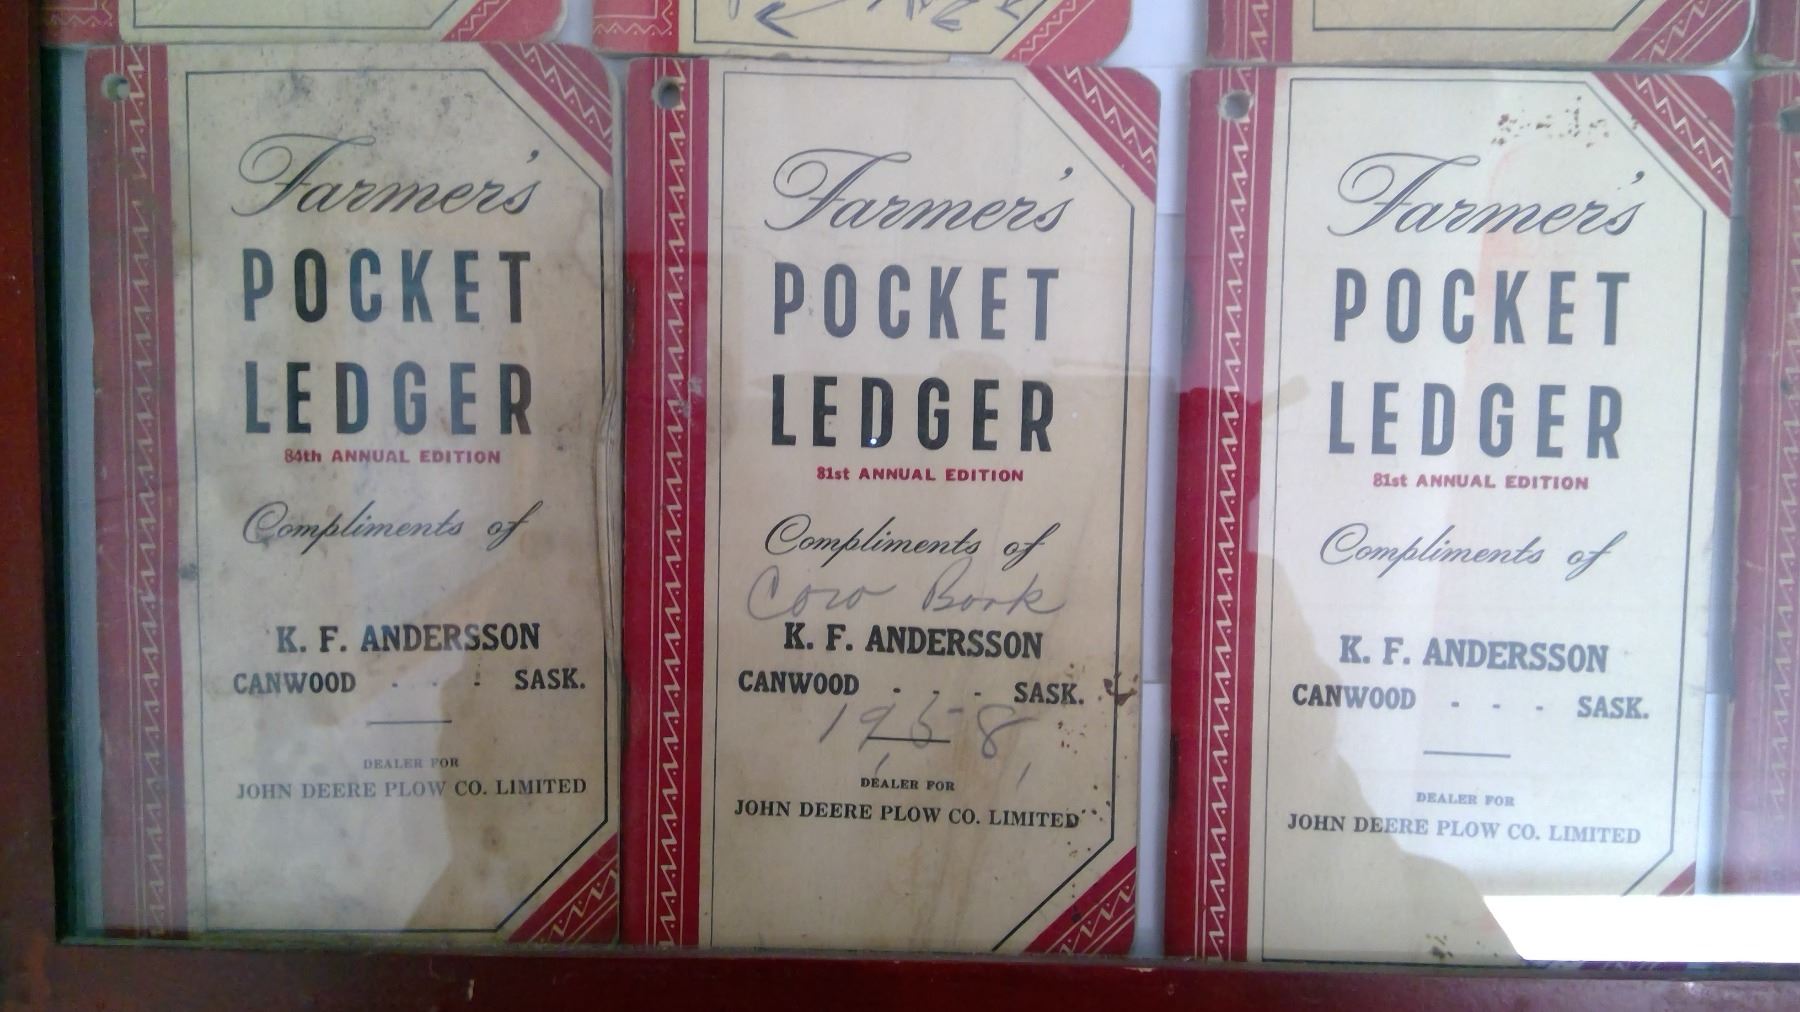 Farmer's
POCKET
LEDGER
84th ANNUAL EDITION
Compliments of
K. F. ANDERSSON
CANWOOD - - - SASK.
DEALER FOR
JOHN DEERE PLOW CO. LIMITED
Farmer's
POCKET
LEDGER
81st ANNUAL EDITION
Compliments of
Cow Book
K. F. ANDERSSON
CANWOOD - - - SASK.
1958
DEALER FOR
JOHN DEERE PLOW CO. LIMITED
Farmer's
POCKET
LEDGER
81st ANNUAL EDITION
Compliments of
K. F. ANDERSSON
CANWOOD - - - SASK.
DEALER FOR
JOHN DEERE PLOW CO. LIMITED